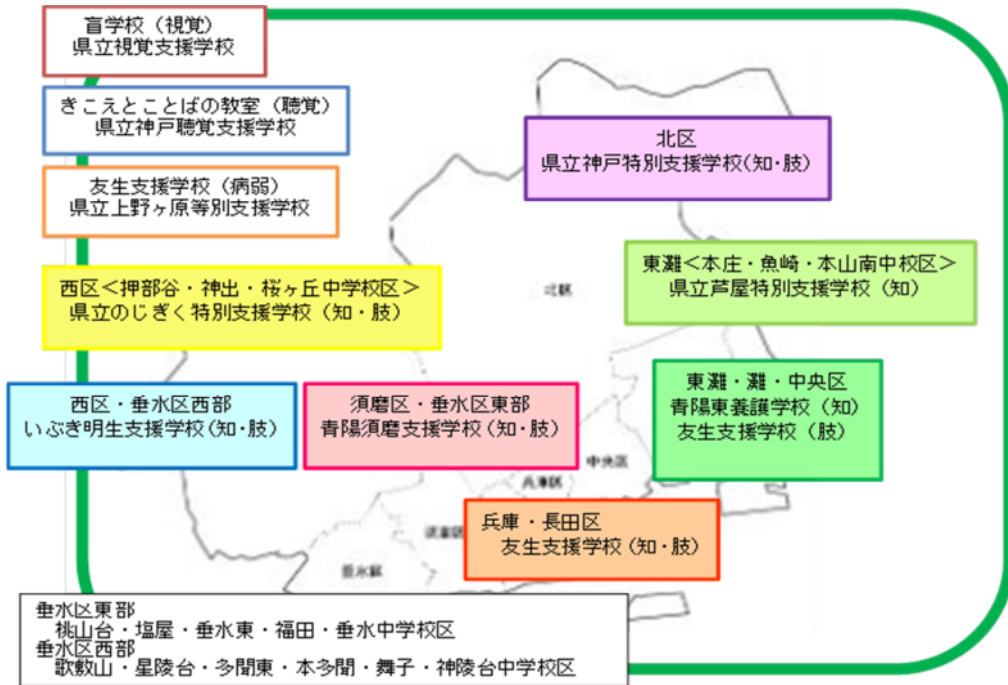 盲学校（視覚）
県立視覚支援学校
きこえとことばの教室（聴覚）
県立神戸聴覚支援学校
友生支援学校（病弱）
県立上野ヶ原等別支援学校
北区
県立神戸特別支援学校(知･肢)
西区＜押部谷・神出・桜ヶ丘中学校区＞
県立のじぎく特別支援学校（知・肢）
東灘＜本庄・魚崎・本山南中校区＞
県立芦屋特別支援学校（知）
北区
西区・垂水区西部
いぶき明生支援学校(知・肢)
須磨区・垂水区東部
青陽須磨支援学校(知・肢)
東灘・灘・中央区
青陽東養護学校（知）
友生支援学校（肢）
中央区
兵庫区
兵庫・長田区
友生支援学校(知･肢)
須磨区
垂水区
垂水区東部
桃山台・塩屋・垂水東・福田・垂水中学校区
垂水区西部
歌敷山・星陵台・多聞東・本多聞・舞子・神陵台中学校区